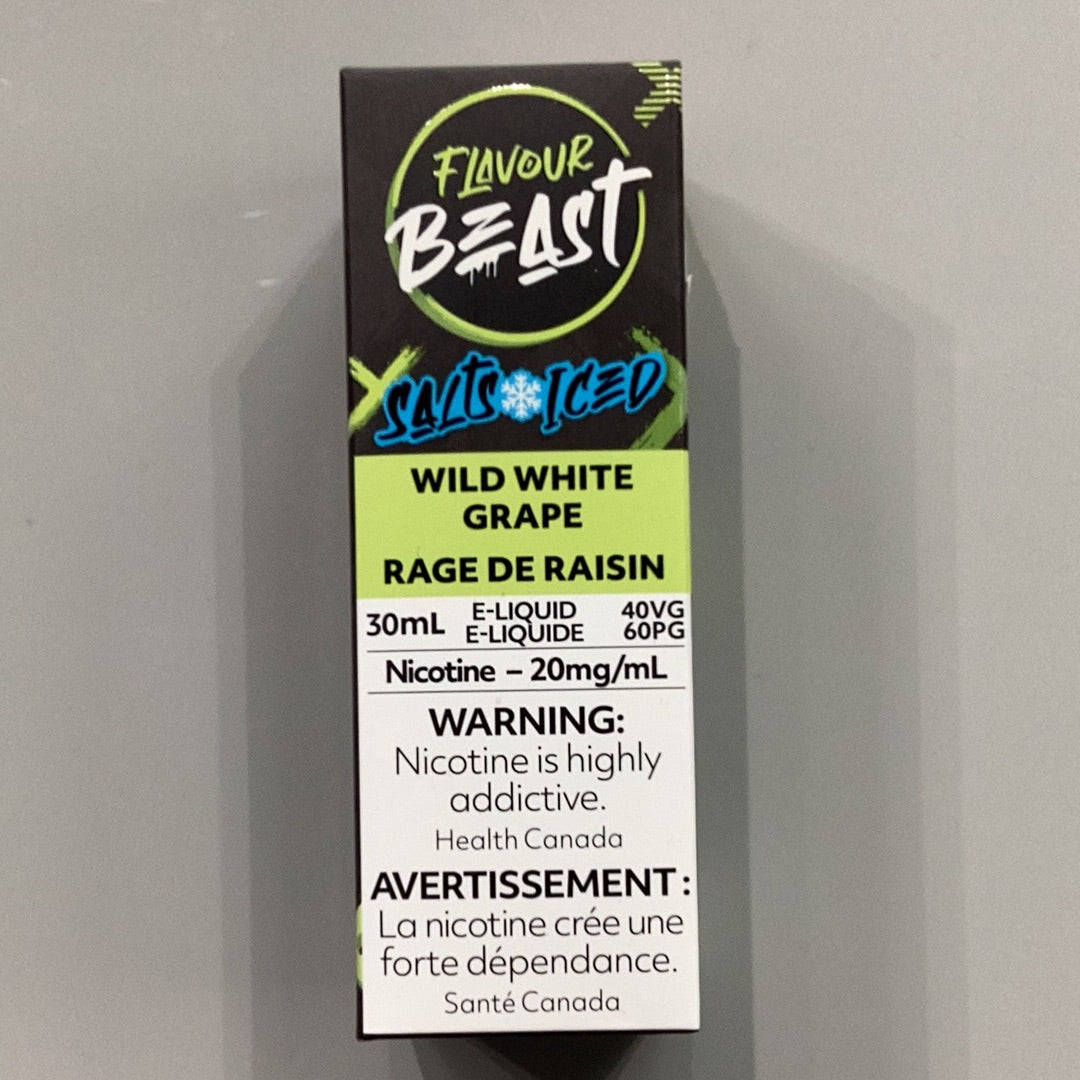 FLAVOUR
BEAST
SALTS ICED
WILD WHITE
GRAPE
RAGE DE RAISIN
30mL E-LIQUID 40VG
E-LIQUIDE 60PG
Nicotine – 20mg/mL
WARNING:
Nicotine is highly
addictive.
Health Canada
AVERTISSEMENT :
La nicotine crée une
forte dépendance.
Santé Canada